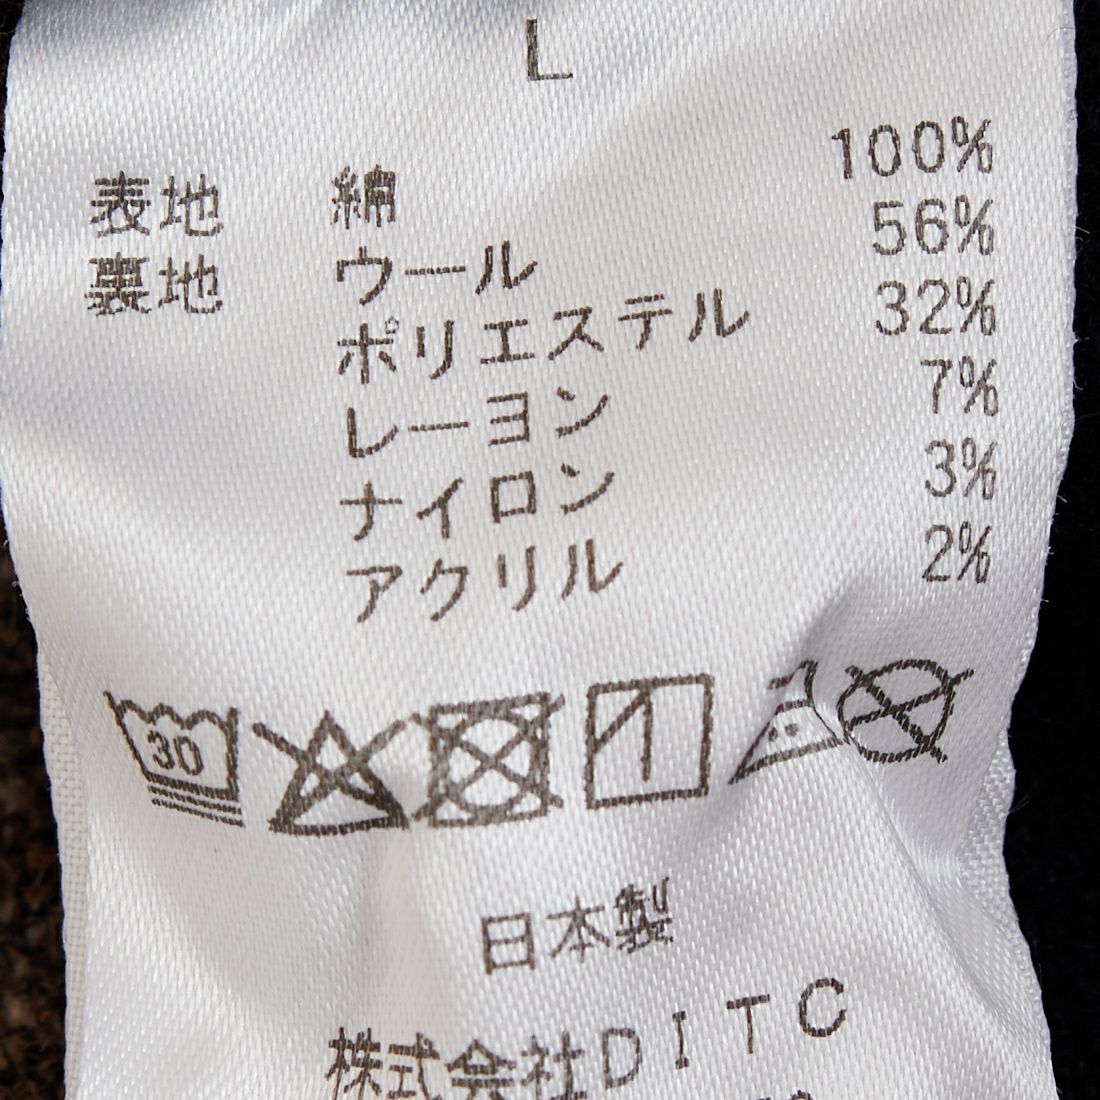 L
表地 綿 100%
裏地 ウール 56%
ポリエステル 32%
レーヨン 7%
ナイロン 3%
アクリル 2%
30
日本製
株式会社DITC